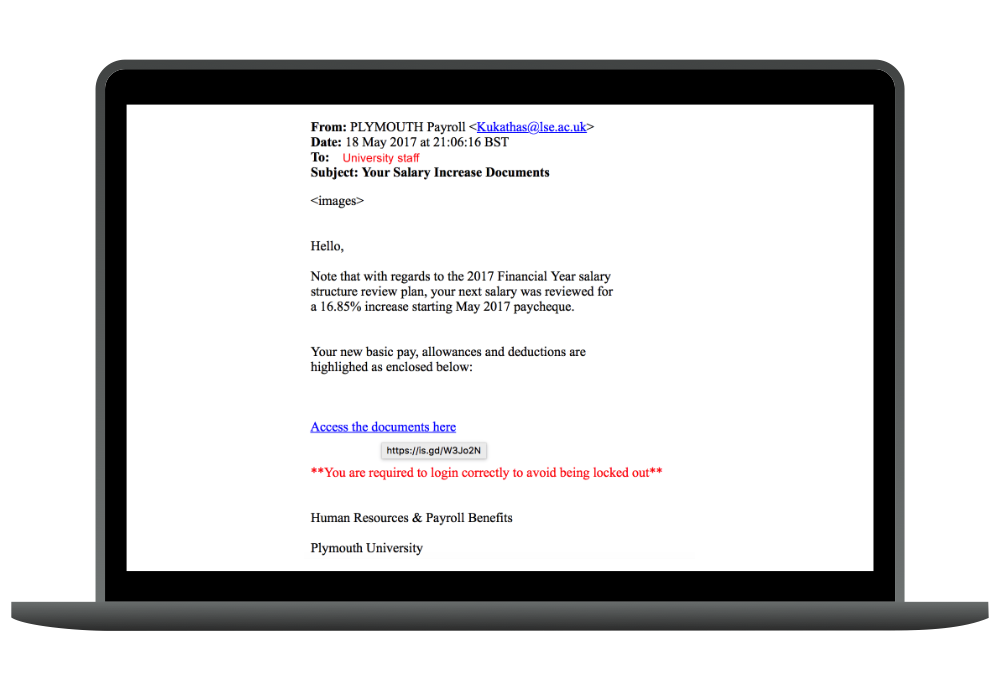 From: PLYMOUTH Payroll <Kukathas@lse.ac.uk>
Date: 18 May 2017 at 21:06:16 BST
To: University staff
Subject: Your Salary Increase Documents
<images>
Hello,
Note that with regards to the 2017 Financial Year salary
structure review plan, your next salary was reviewed for
a 16.85% increase starting May 2017 paycheque.
Your new basic pay, allowances and deductions are
highlighed as enclosed below:
Access the documents here
https://is.gd/W3Jo2N
**You are required to login correctly to avoid being locked out**
Human Resources & Payroll Benefits
Plymouth University